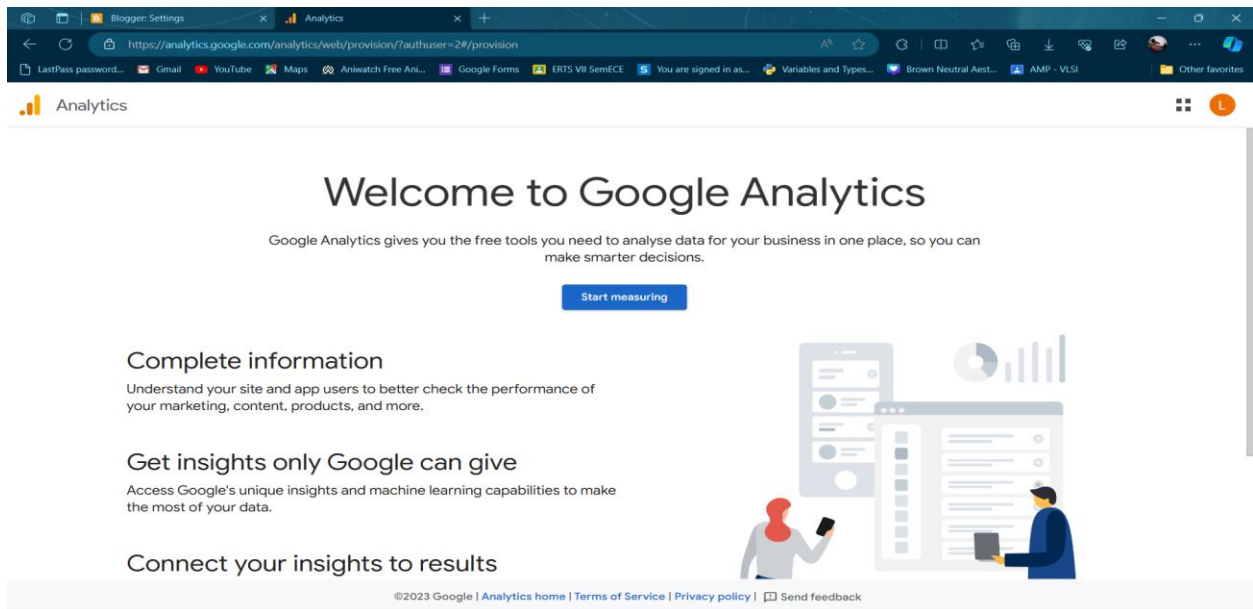 Blogger: Settings
Analytics
https://analytics.google.com/analytics/web/provision/?authuser=2#/provision
LastPass password... Gmail YouTube Maps Aniwatch Free Ani... Google Forms ERTS VII SemECE You are signed in as... Variables and Types... Brown Neutral Aest... AMP - VLSI Other favorites
Analytics
L
Welcome to Google Analytics
Google Analytics gives you the free tools you need to analyse data for your business in one place, so you can
make smarter decisions.
Start measuring
Complete information
Understand your site and app users to better check the performance of
your marketing, content, products, and more.
Get insights only Google can give
Access Google's unique insights and machine learning capabilities to make
the most of your data.
Connect your insights to results
©2023 Google | Analytics home | Terms of Service | Privacy policy | Send feedback